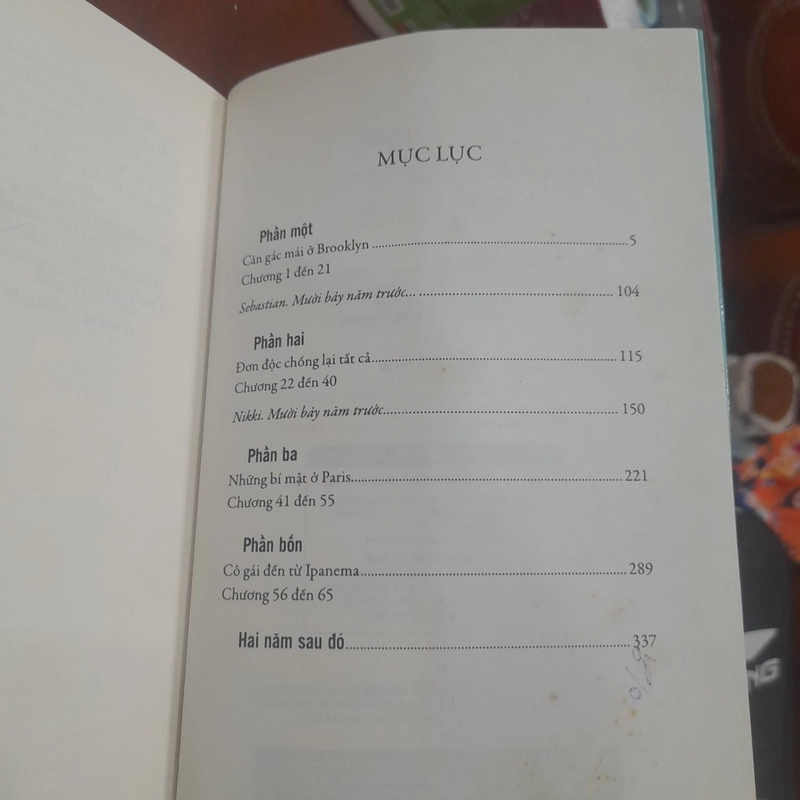 MỤC LỤC
Phần một
Căn gác mái ở Brooklyn ........ 5
Chương 1 đến 21
Sebastian. Mười bảy năm trước... ........ 104
Phần hai
Đơn độc chống lại tất cả ........ 115
Chương 22 đến 40
Nikki. Mười bảy năm trước ........ 150
Phần ba
Những bí mật ở Paris ........ 221
Chương 41 đến 55
Phần bốn
Cô gái đến từ Ipanema ........ 289
Chương 56 đến 65
Hai năm sau đó ........ 337